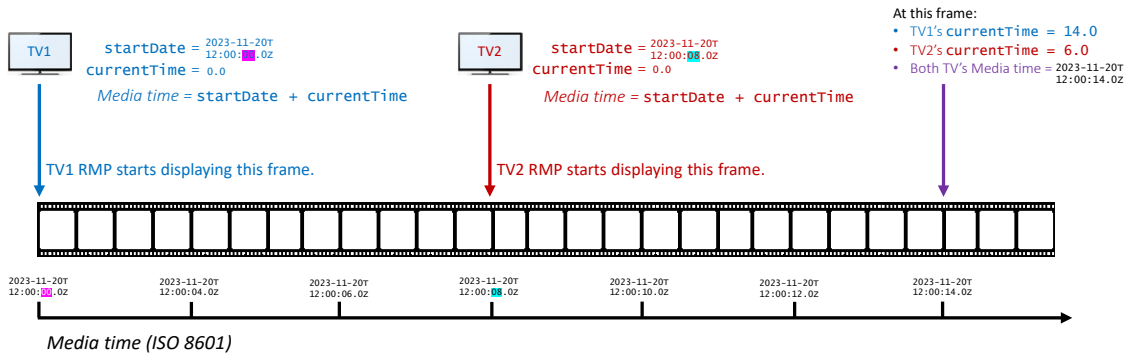 TV1
startDate = 2023-11-20T
12:00:00.0Z
currentTime = 0.0
Media time = startDate + currentTime
TV1 RMP starts displaying this frame.
TV2
startDate = 2023-11-20T
12:00:08.0Z
currentTime = 0.0
Media time = startDate + currentTime
TV2 RMP starts displaying this frame.
At this frame:
• TV1's currentTime = 14.0
• TV2's currentTime = 6.0
• Both TV's Media time = 2023-11-20T
12:00:14.0Z
2023-11-20T
12:00:00.0Z
2023-11-20T
12:00:04.0Z
2023-11-20T
12:00:06.0Z
2023-11-20T
12:00:08.0Z
2023-11-20T
12:00:10.0Z
2023-11-20T
12:00:12.0Z
2023-11-20T
12:00:14.0Z
Media time (ISO 8601)